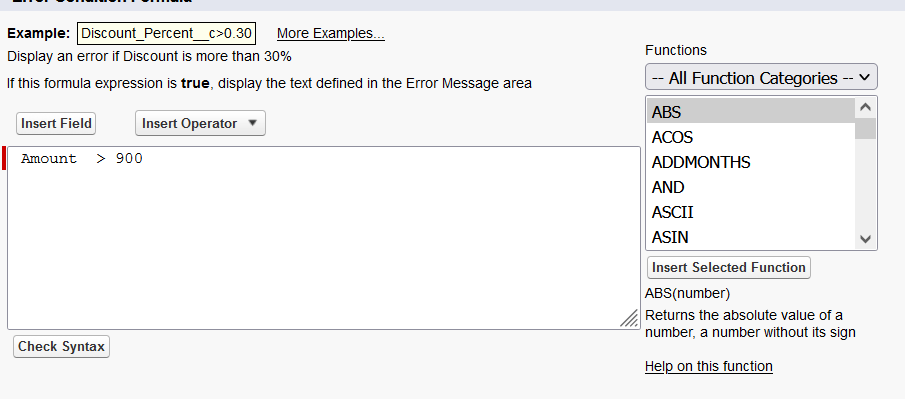 Error Condition Formula
Example: Discount_Percent__c>0.30 More Examples...
Display an error if Discount is more than 30%
If this formula expression is true, display the text defined in the Error Message area
Insert Field Insert Operator
Amount > 900
Check Syntax
Functions
-- All Function Categories --
ABS
ACOS
ADDMONTHS
AND
ASCII
ASIN
Insert Selected Function
ABS(number)
Returns the absolute value of a
number, a number without its sign
Help on this function